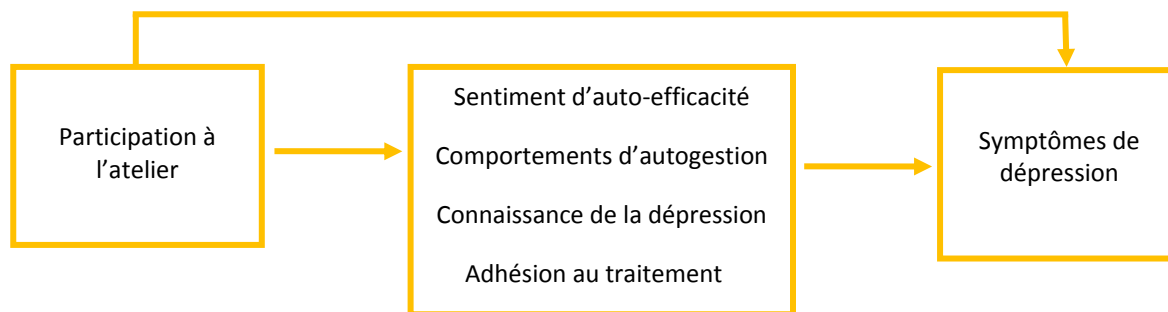 Participation à
l’atelier
Sentiment d’auto-efficacité
Comportements d’autogestion
Connaissance de la dépression
Adhésion au traitement
Symptômes de
dépression